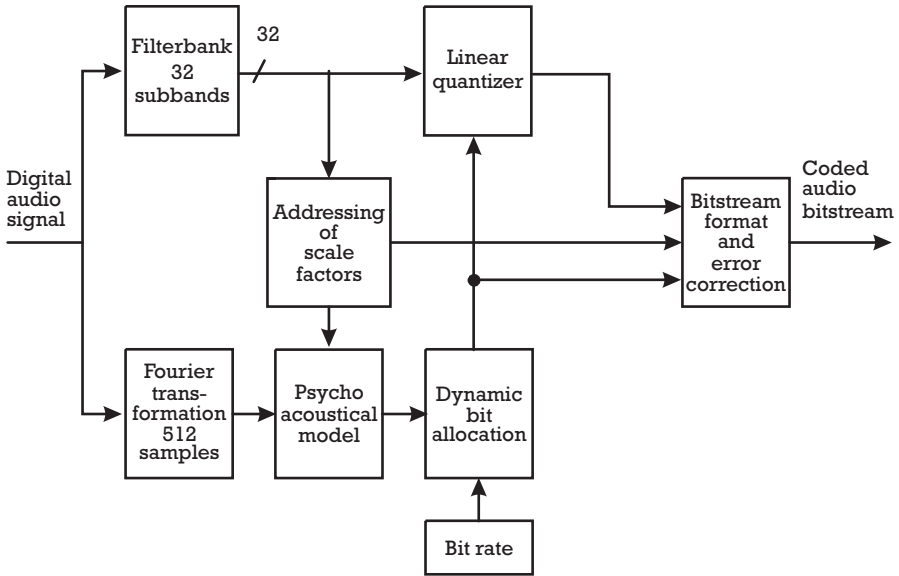 Filterbank
32
subbands
32
Linear
quantizer
Digital
audio
signal
Addressing
of
scale
factors
Bitstream
format
and
error
correction
Coded
audio
bitstream
Fourier
trans-
formation
512
samples
Psycho
acoustical
model
Dynamic
bit
allocation
Bit rate